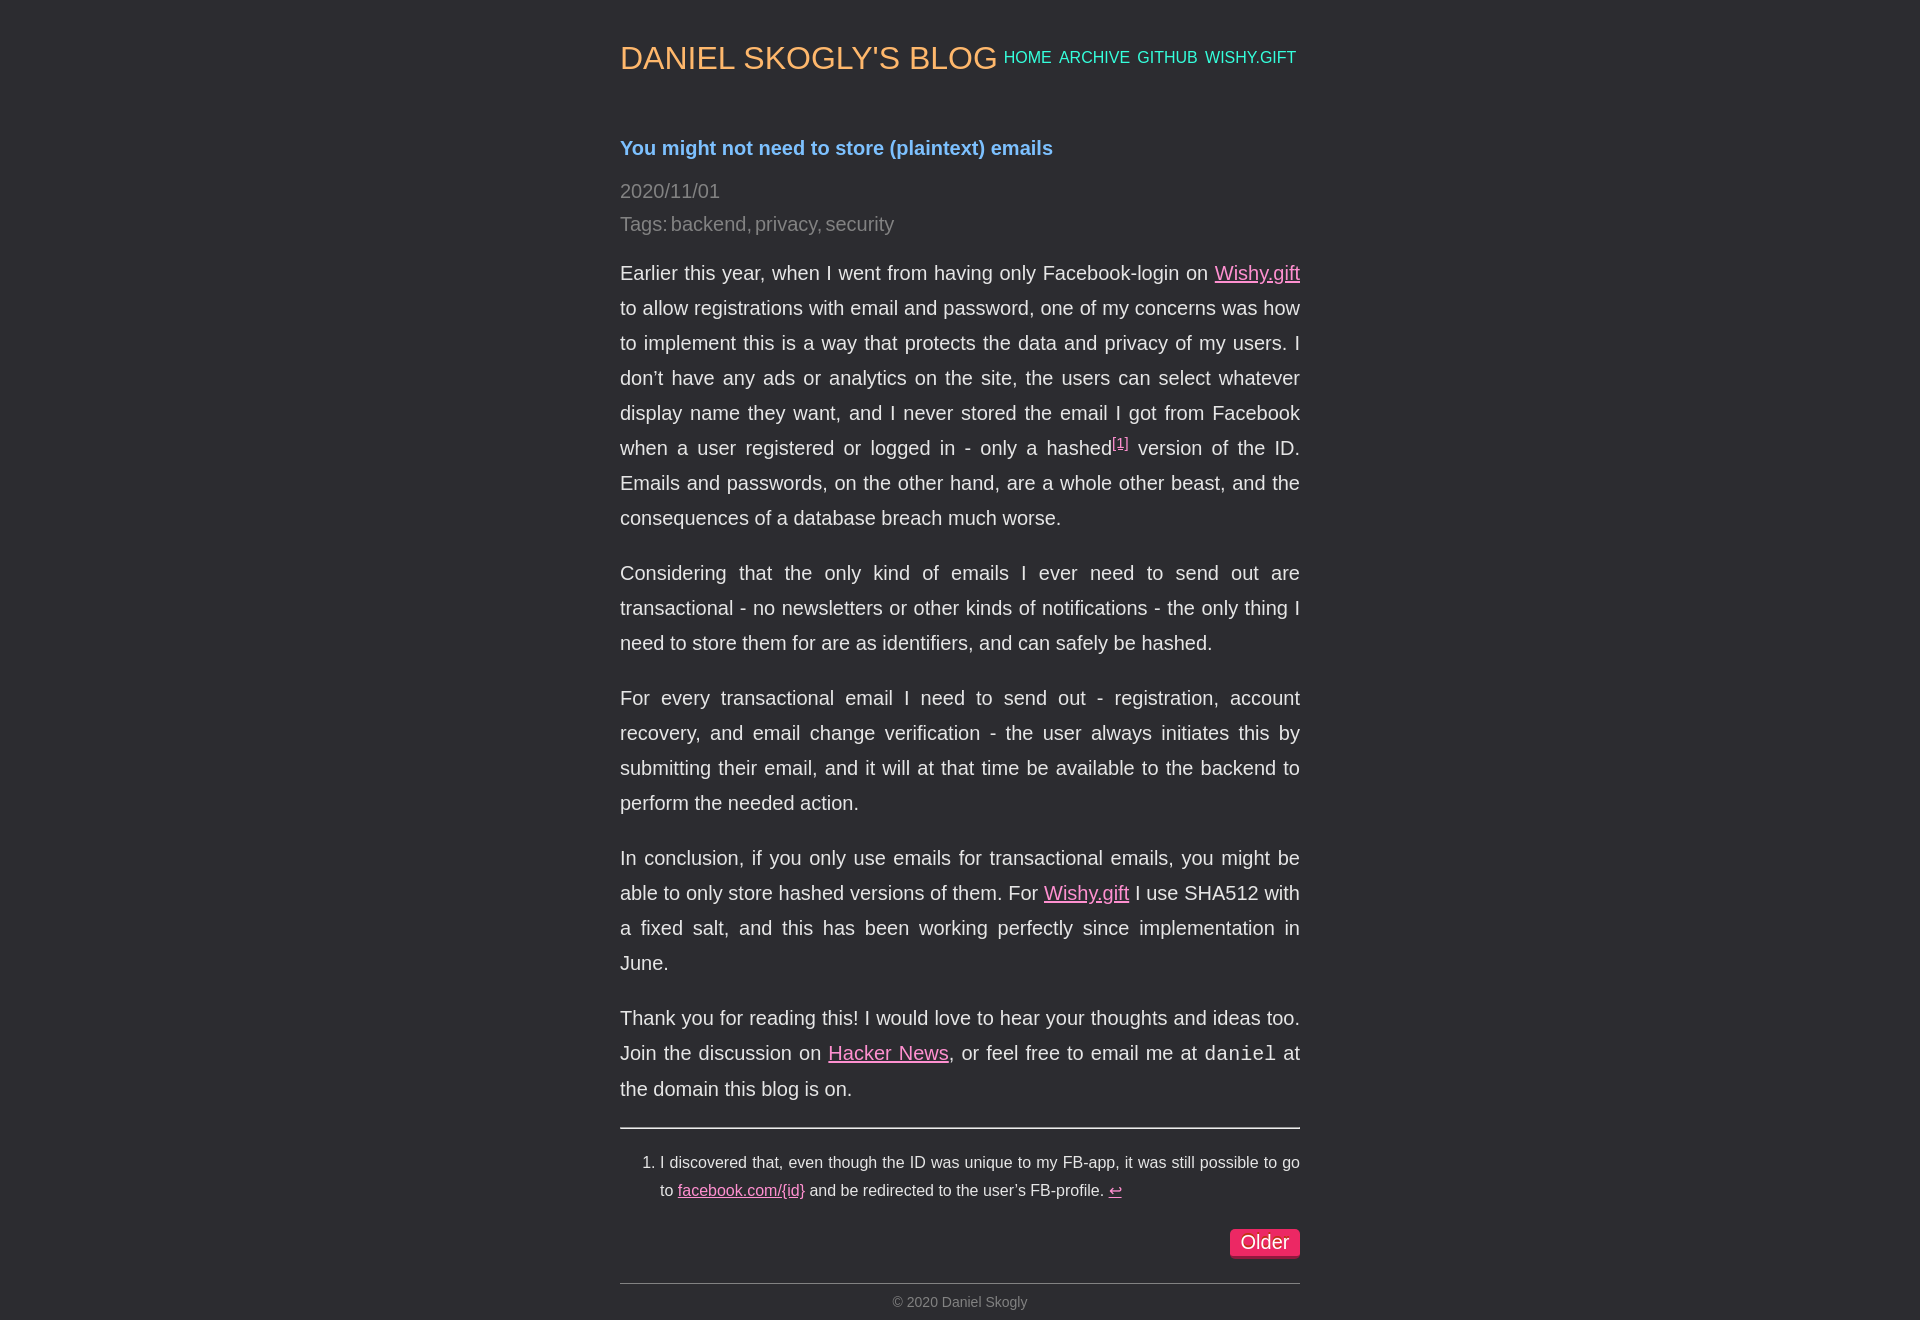 DANIEL SKOGLY'S BLOG HOME ARCHIVE GITHUB WISHY.GIFT
You might not need to store (plaintext) emails
2020/11/01
Tags: backend, privacy, security
Earlier this year, when I went from having only Facebook-login on Wishy.gift
to allow registrations with email and password, one of my concerns was how
to implement this is a way that protects the data and privacy of my users. I
don’t have any ads or analytics on the site, the users can select whatever
display name they want, and I never stored the email I got from Facebook
when a user registered or logged in - only a hashed[1] version of the ID.
Emails and passwords, on the other hand, are a whole other beast, and the
consequences of a database breach much worse.
Considering that the only kind of emails I ever need to send out are
transactional - no newsletters or other kinds of notifications - the only thing I
need to store them for are as identifiers, and can safely be hashed.
For every transactional email I need to send out - registration, account
recovery, and email change verification - the user always initiates this by
submitting their email, and it will at that time be available to the backend to
perform the needed action.
In conclusion, if you only use emails for transactional emails, you might be
able to only store hashed versions of them. For Wishy.gift I use SHA512 with
a fixed salt, and this has been working perfectly since implementation in
June.
Thank you for reading this! I would love to hear your thoughts and ideas too.
Join the discussion on Hacker News, or feel free to email me at daniel at
the domain this blog is on.
1. I discovered that, even though the ID was unique to my FB-app, it was still possible to go
to facebook.com/{id} and be redirected to the user’s FB-profile. ↩
Older
© 2020 Daniel Skogly